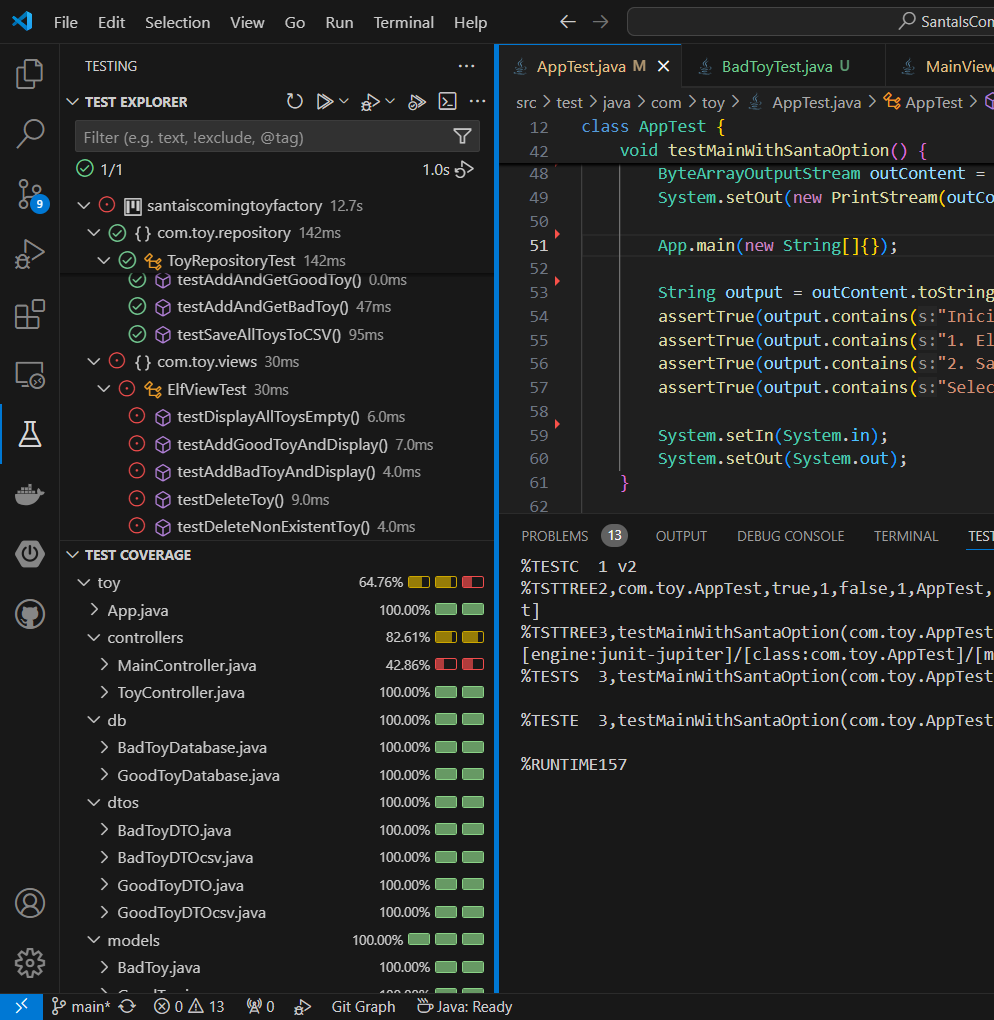 File Edit Selection View Go Run Terminal Help SantaIsCom
TESTING
TEST EXPLORER
Filter (e.g. text, !exclude, @tag)
1/1 1.0s
santaiscomingtoyfactory 12.7s
{} com.toy.repository 142ms
ToyRepositoryTest 142ms
testAddAndGetGoodToy() 0.0ms
testAddAndGetBadToy() 47ms
testSaveAllToysToCSV() 95ms
{} com.toy.views 30ms
ElfViewTest 30ms
testDisplayAllToysEmpty() 6.0ms
testAddGoodToyAndDisplay() 7.0ms
testAddBadToyAndDisplay() 4.0ms
testDeleteToy() 9.0ms
testDeleteNonExistentToy() 4.0ms
TEST COVERAGE
toy 64.76%
App.java 100.00%
controllers 82.61%
MainController.java 42.86%
ToyController.java 100.00%
db 100.00%
BadToyDatabase.java 100.00%
GoodToyDatabase.java 100.00%
dtos 100.00%
BadToyDTO.java 100.00%
BadToyDTOcsv.java 100.00%
GoodToyDTO.java 100.00%
GoodToyDTOcsv.java 100.00%
models 100.00%
BadToy.java 100.00%
9
AppTest.java M BadToyTest.java U MainView
src > test > java > com > toy > AppTest.java > AppTest >
12 class AppTest {
42 void testMainWithSantaOption() {
48 ByteArrayOutputStream outContent =
49 System.setOut(new PrintStream(outCo
50
51 App.main(new String[]{});
52
53 String output = outContent.toString
54 assertTrue(output.contains(s:"Inici
55 assertTrue(output.contains(s:"1. El
56 assertTrue(output.contains(s:"2. Sa
57 assertTrue(output.contains(s:"Selec
58
59 System.setIn(System.in);
60 System.setOut(System.out);
61 }
62
PROBLEMS 13 OUTPUT DEBUG CONSOLE TERMINAL TEST
%TESTC 1 v2
%TSTTREE2,com.toy.AppTest,true,1,false,1,AppTest,
t]
%TSTTREE3,testMainWithSantaOption(com.toy.AppTest
[engine:junit-jupiter]/[class:com.toy.AppTest]/[m
%TESTS 3,testMainWithSantaOption(com.toy.AppTest
%TESTE 3,testMainWithSantaOption(com.toy.AppTest
%RUNTIME157
main* 0 13 0 Git Graph Java: Ready